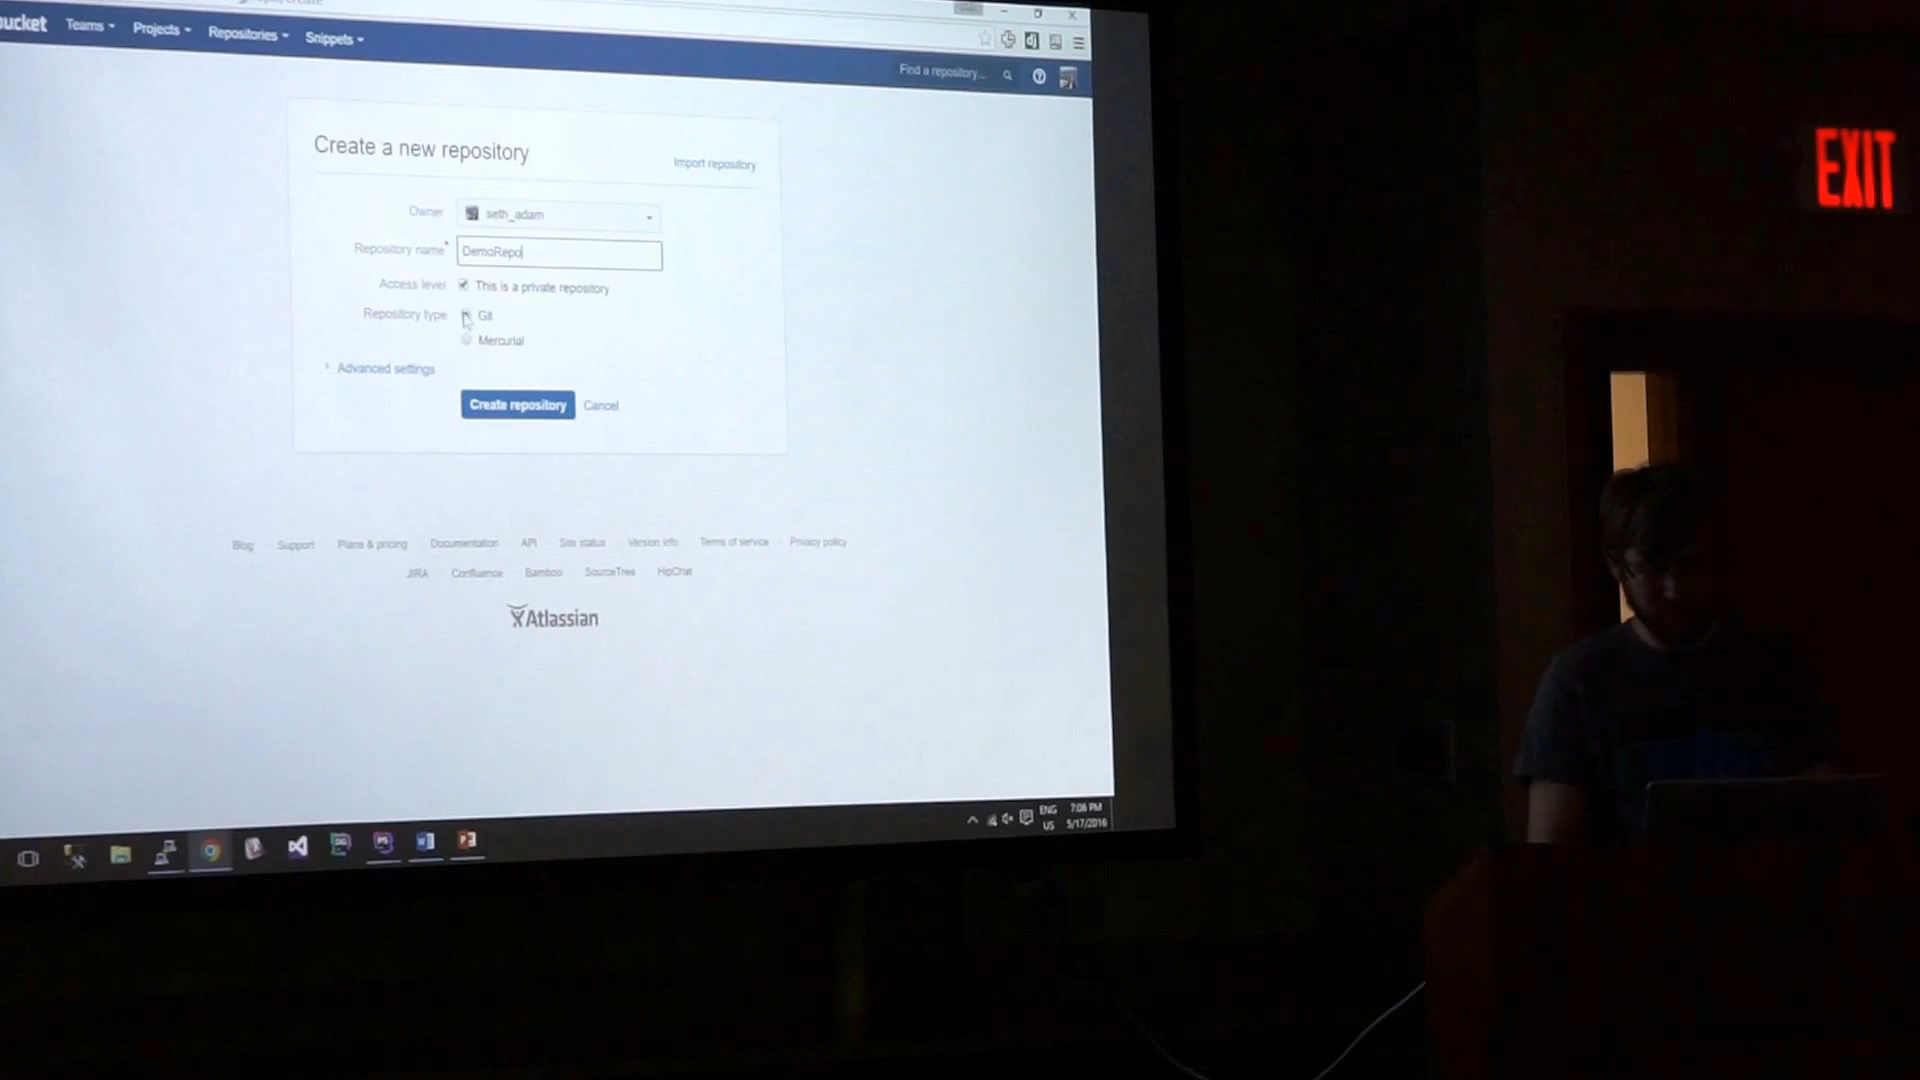 bucket Teams Projects Repositories Snippets
Find a repository...
EXIT
Create a new repository
Import repository
Owner seth_adam
Repository name* DemoRepo
Access level This is a private repository
Repository type Git
Mercurial
Advanced settings
Create repository Cancel
Blog Support Plans & pricing Documentation API Site status Version info Terms of service Privacy policy
JIRA Confluence Bamboo SourceTree HipChat
Atlassian
ENG 7:06 PM
US 5/17/2016